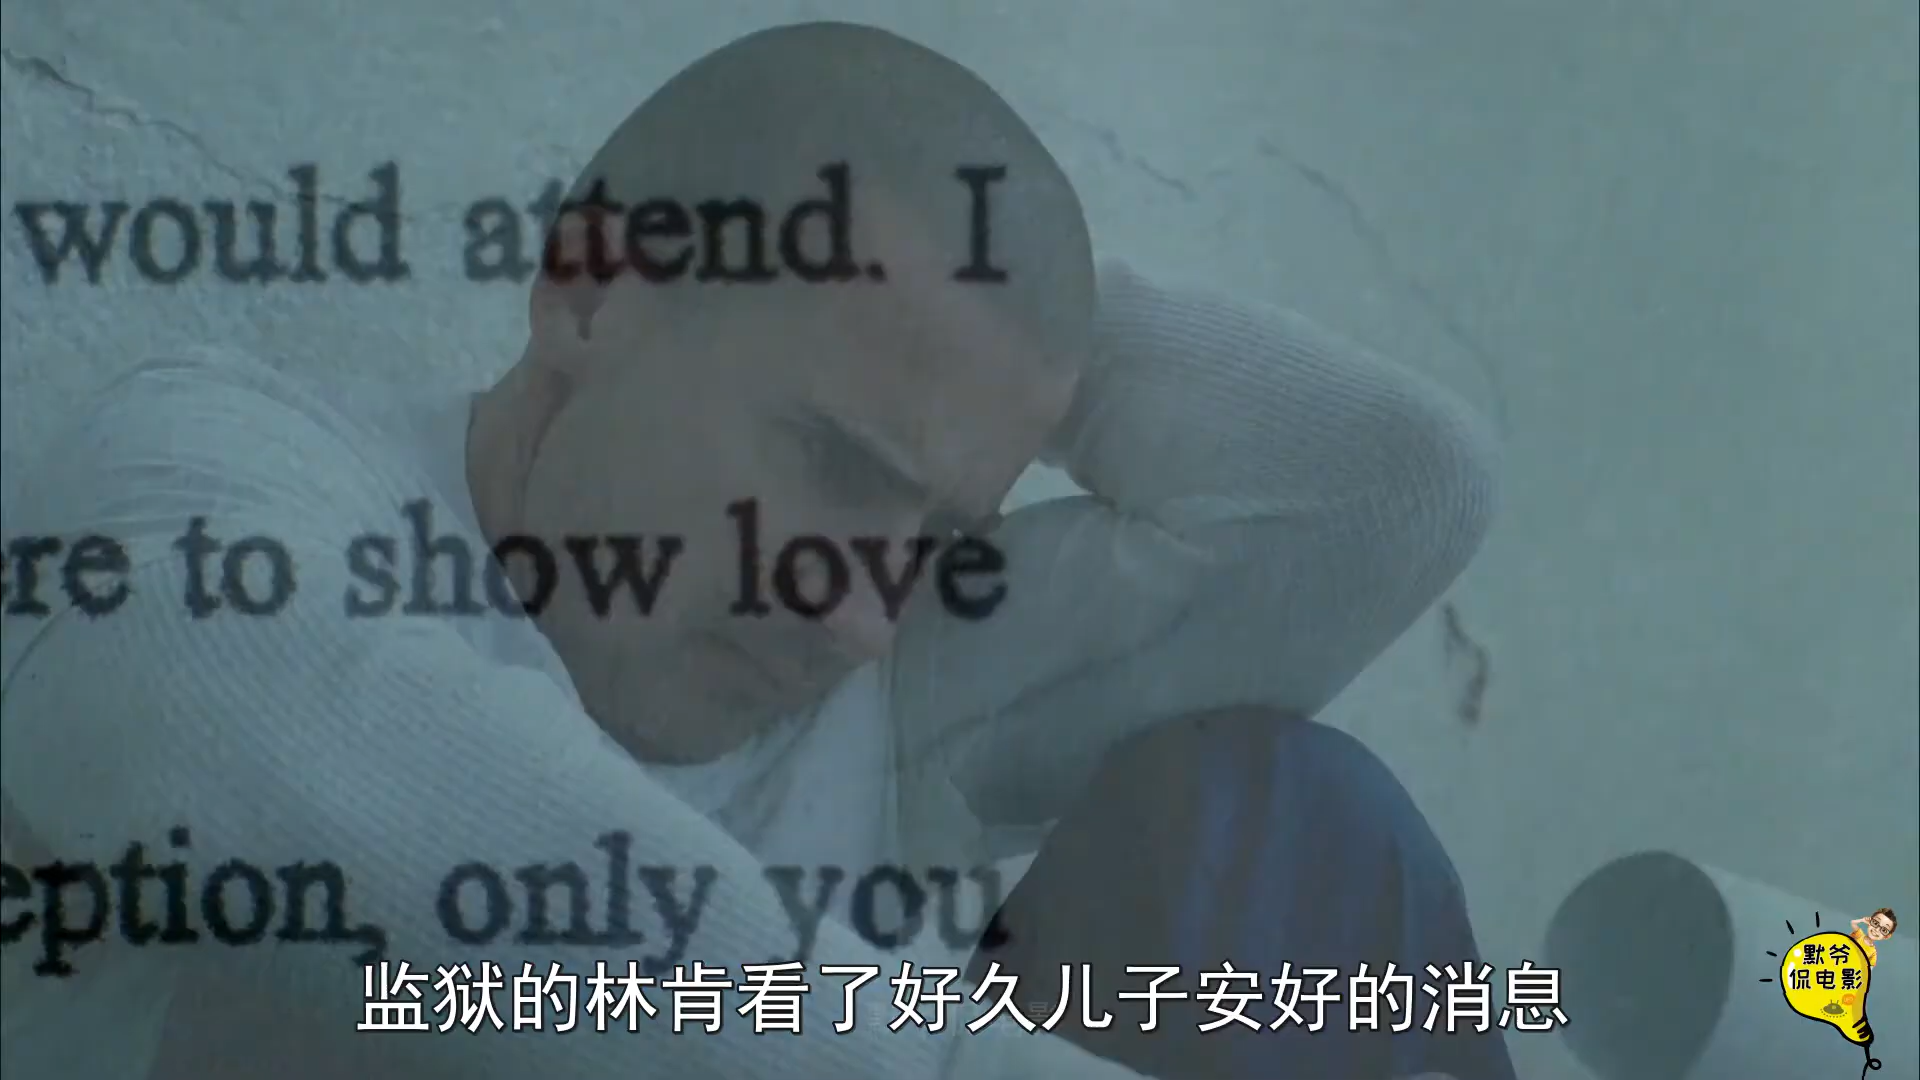 would attend. I
ere to show love
eption, only you
监狱的林肯看了好久儿子安好的消息
默爷
侃电影